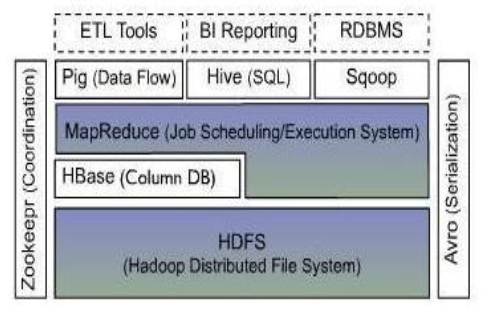 ETL Tools
BI Reporting
RDBMS
Pig (Data Flow)
Hive (SQL)
Sqoop
MapReduce (Job Scheduling/Execution System)
HBase (Column DB)
HDFS
(Hadoop Distributed File System)
Zookeepr (Coordination)
Avro (Serialization)